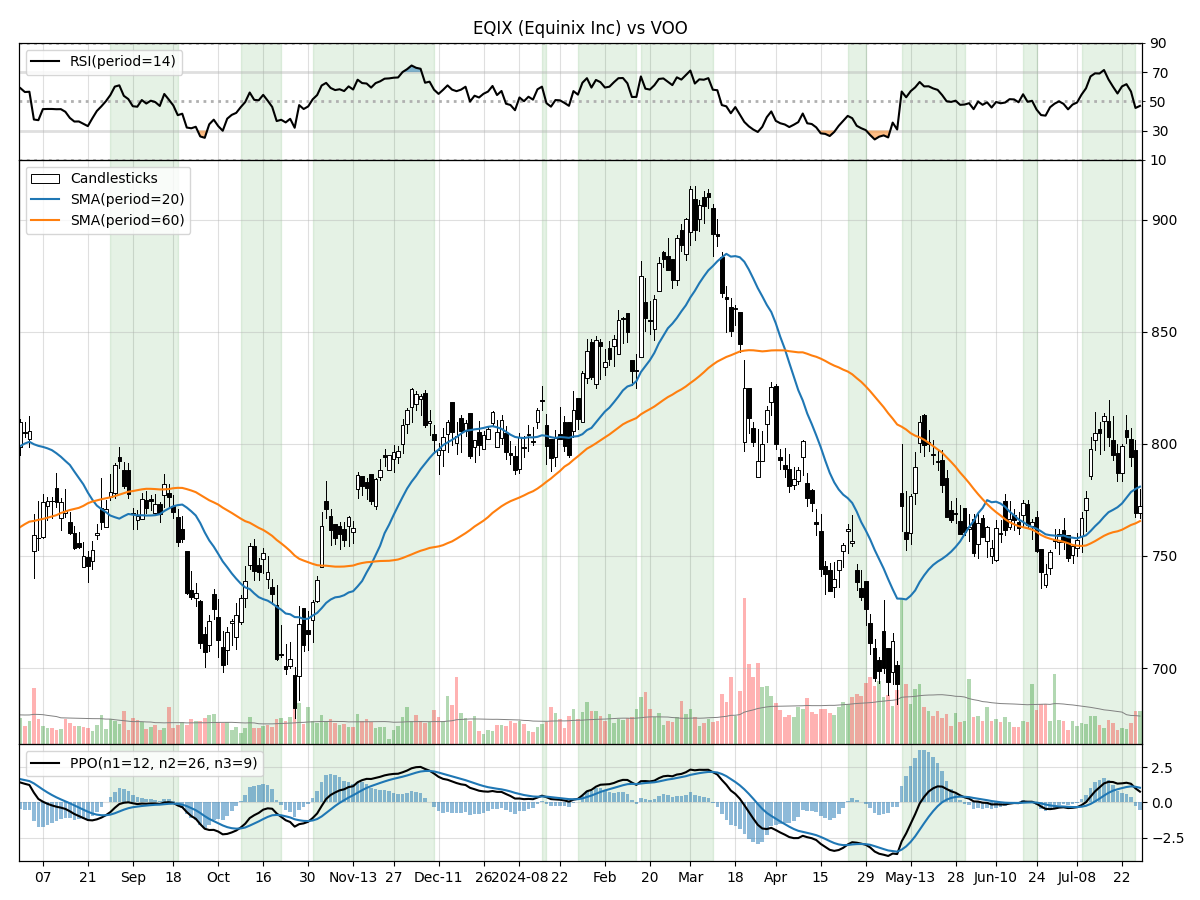 EQIX (Equinix Inc) vs VOO
RSI(period=14)
90
70
50
30
10
Candlesticks
SMA(period=20)
SMA(period=60)
900
850
800
750
700
PPO(n1=12, n2=26, n3=9)
2.5
0.0
−2.5
07 21 Sep 18 Oct 16 30 Nov-13 27 Dec-11 26 2024-08 22 Feb 20 Mar 18 Apr 15 29 May-13 28 Jun-10 24 Jul-08 22